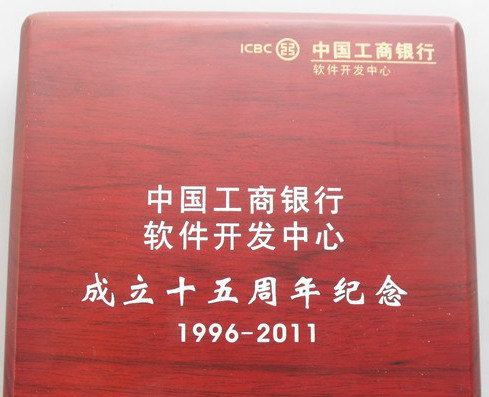 ICBC 中国工商银行
软件开发中心
中国工商银行
软件开发中心
成立十五周年纪念
1996-2011